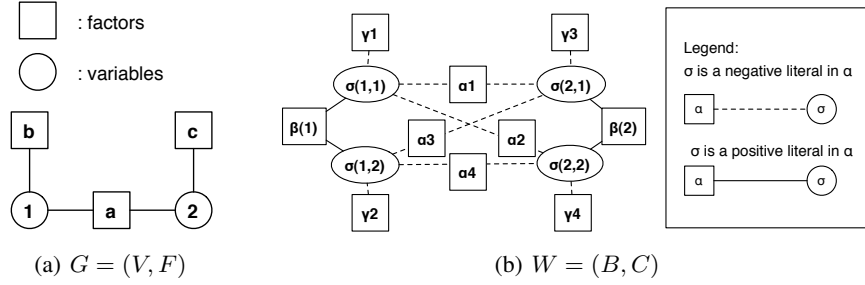 : factors
: variables
b
c
1
a
2
(a) G = (V, F)
γ1
γ3
σ(1,1)
α1
σ(2,1)
β(1)
α3
α2
β(2)
σ(1,2)
α4
σ(2,2)
γ2
γ4
(b) W = (B, C)
Legend:
σ is a negative literal in α
α
σ
σ is a positive literal in α
α
σ